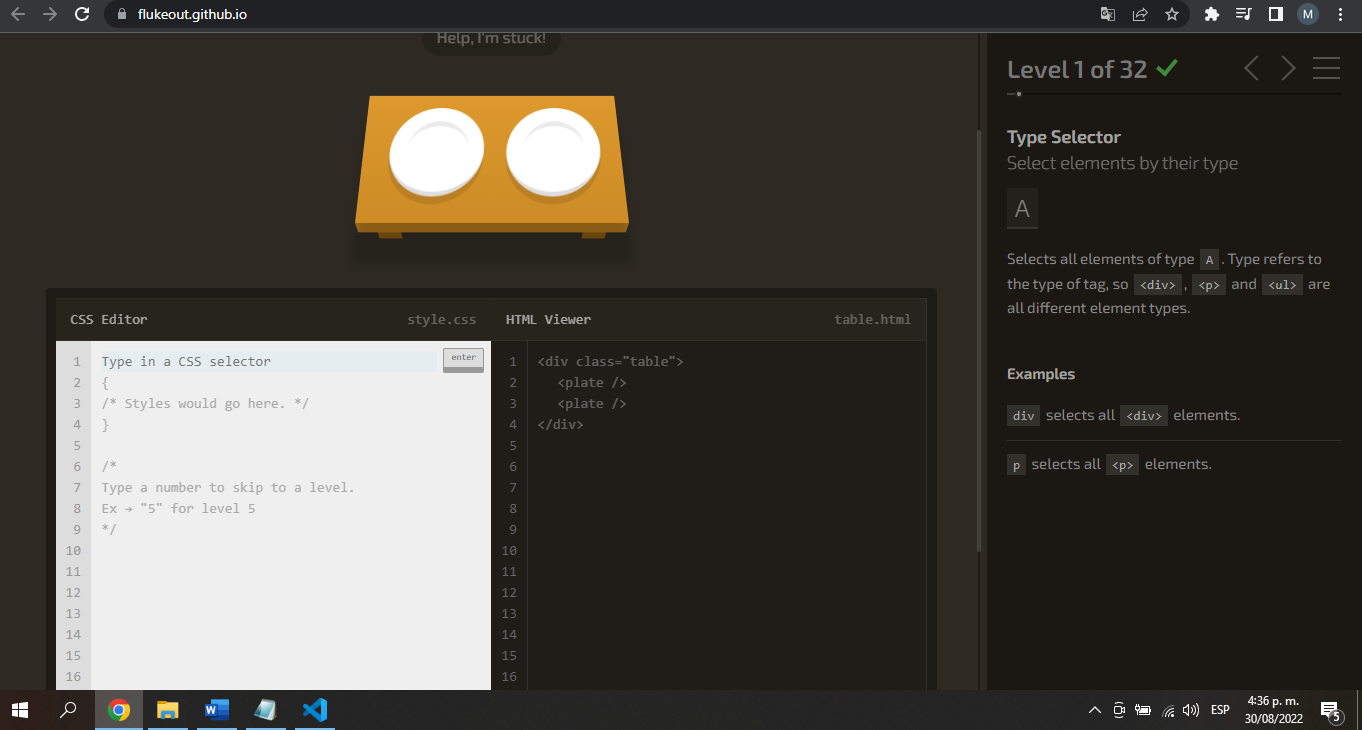 flukeout.github.io
M
Help, I'm stuck!
Level 1 of 32
Type Selector
Select elements by their type
A
Selects all elements of type A . Type refers to
the type of tag, so <div> , <p> and <ul> are
all different element types.
Examples
div selects all <div> elements.
p selects all <p> elements.
CSS Editor style.css
HTML Viewer table.html
1 Type in a CSS selector enter
2 {
3 /* Styles would go here. */
4 }
5
6 /*
7 Type a number to skip to a level.
8 Ex → "5" for level 5
9 */
10
11
12
13
14
15
16
1 <div class="table">
2 <plate />
3 <plate />
4 </div>
5
6
7
8
9
10
11
12
13
14
15
16
ESP
4:36 p. m.
30/08/2022
5